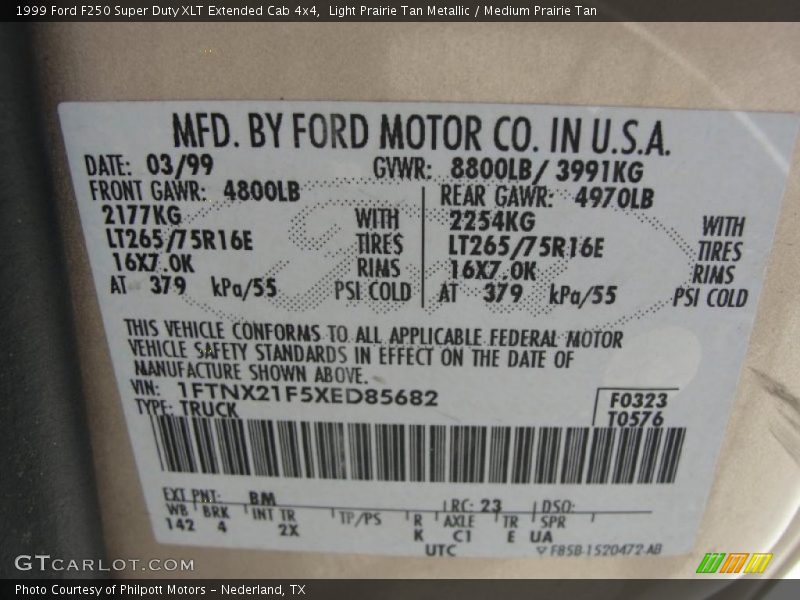 1999 Ford F250 Super Duty XLT Extended Cab 4x4,  Light Prairie Tan Metallic / Medium Prairie Tan
MFD. BY FORD MOTOR CO. IN U.S.A.
DATE: 03/99 GVWR: 8800LB/ 3991KG
FRONT GAWR: 4800LB REAR GAWR: 4970LB
2177KG WITH 2254KG WITH
LT265/75R16E TIRES LT265/75R16E TIRES
16X7.0K RIMS 16X7.0K RIMS
AT 379 kPa/55 PSI COLD AT 379 kPa/55 PSI COLD
THIS VEHICLE CONFORMS TO ALL APPLICABLE FEDERAL MOTOR
VEHICLE SAFETY STANDARDS IN EFFECT ON THE DATE OF
MANUFACTURE SHOWN ABOVE.
VIN: 1FTNX21F5XED85682 F0323
TYPE: TRUCK T0576
EXT PNT: BM RC: 23 DSO:
WB BRK INT TR TP/PS R AXLE TR SPR
142 4 2X K C1 E UA
UTC ▽F85B-1520472-AB
GTCARLOT.COM
Photo Courtesy of Philpott Motors - Nederland, TX